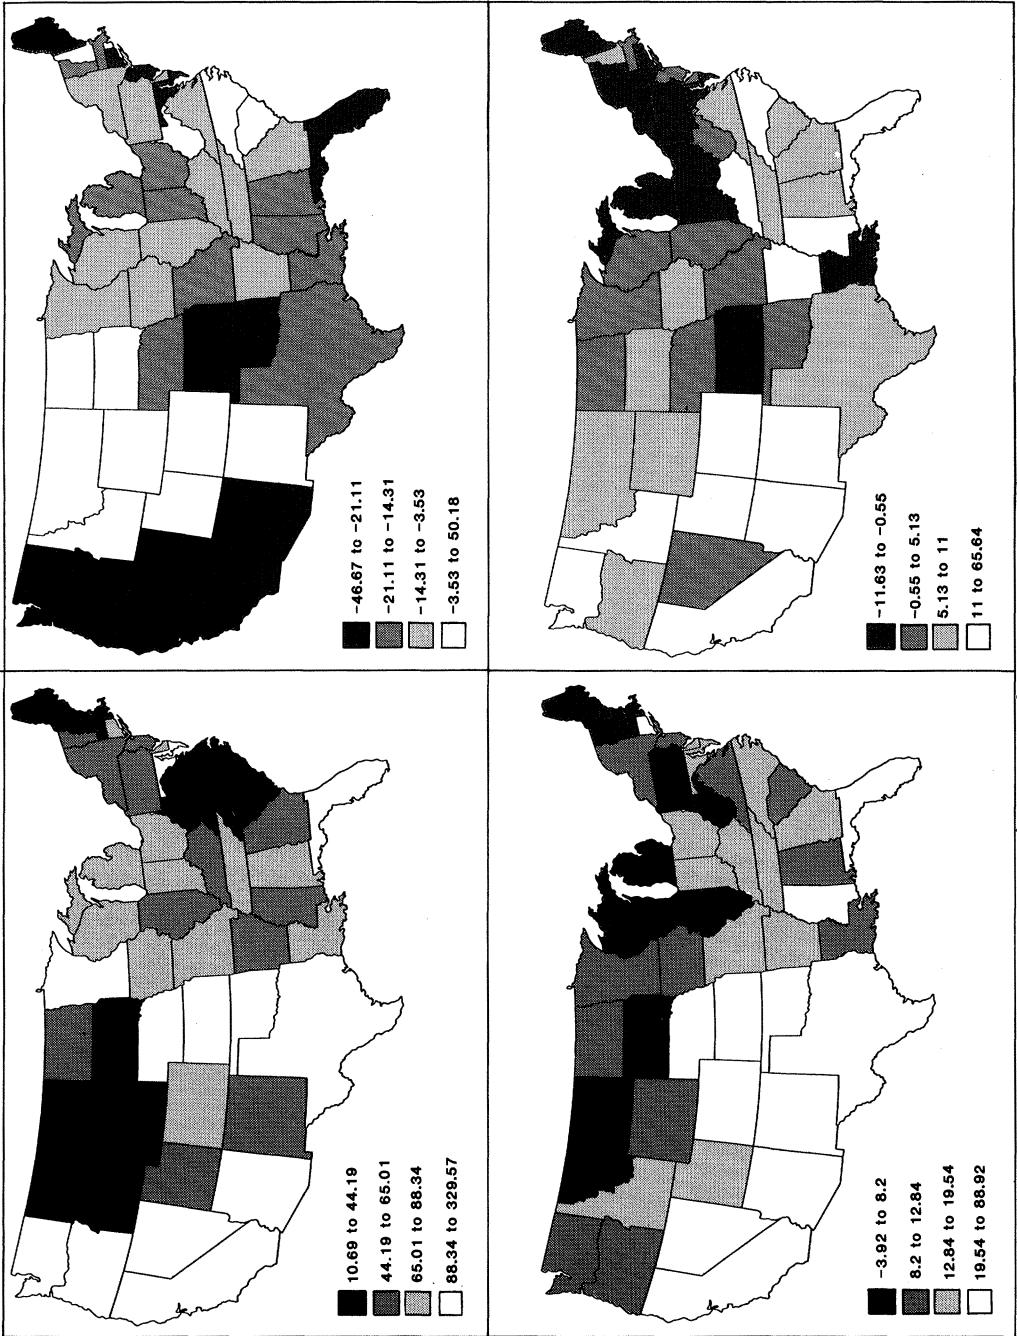 10.69 to 44.19
44.19 to 65.01
65.01 to 88.34
88.34 to 329.57
-46.67 to -21.11
-21.11 to -14.31
-14.31 to -3.53
-3.53 to 50.18
-3.92 to 8.2
8.2 to 12.84
12.84 to 19.54
19.54 to 88.92
-11.63 to -0.55
-0.55 to 5.13
5.13 to 11
11 to 65.64